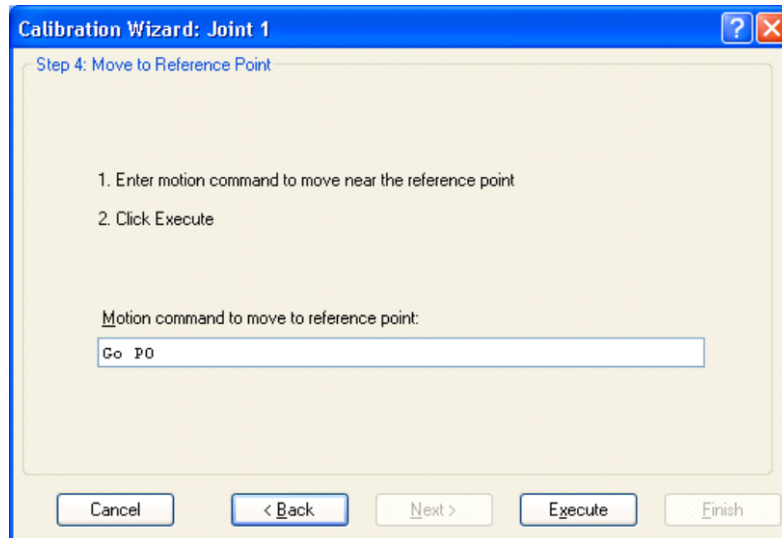 Calibration Wizard: Joint 1
Step 4: Move to Reference Point
1. Enter motion command to move near the reference point
2. Click Execute
Motion command to move to reference point:
Go P0
Cancel < Back Next > Execute Finish